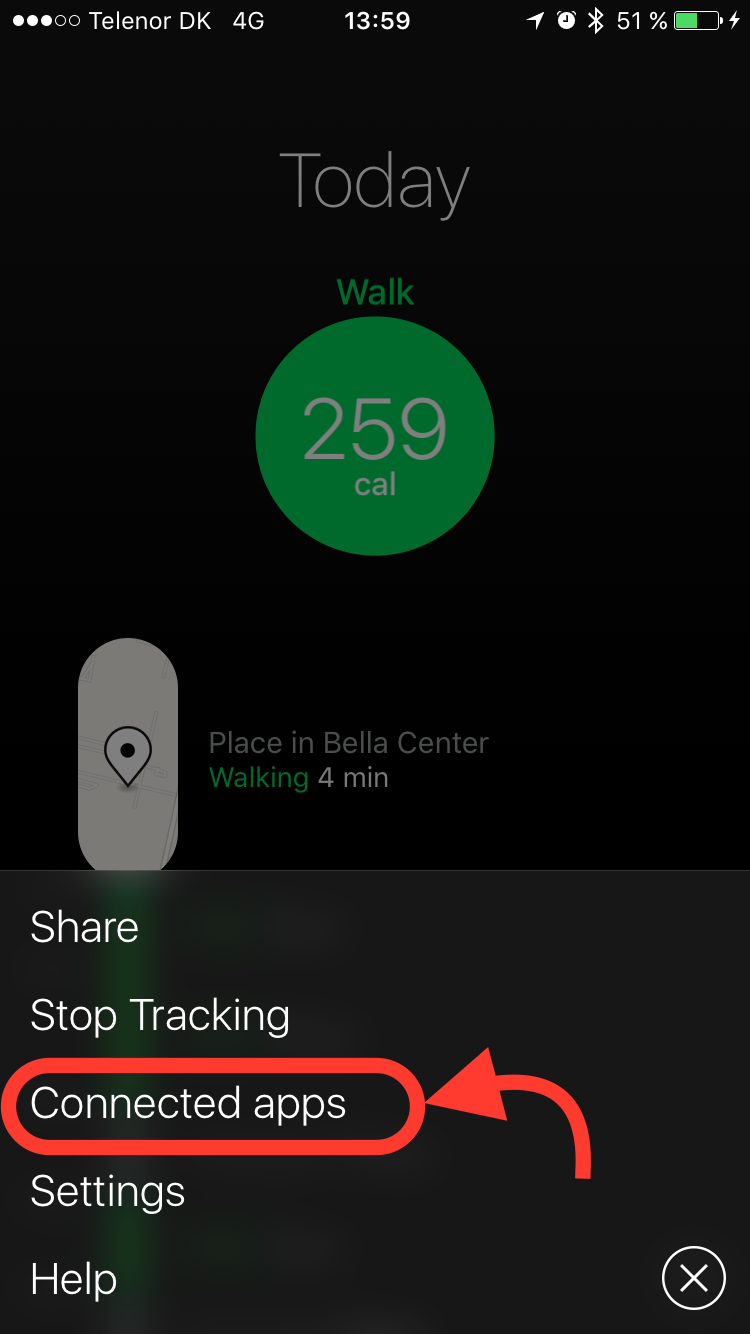 Telenor DK 4G 13:59 51 %
Today
Walk
259
cal
Place in Bella Center
Walking 4 min
Share
Stop Tracking
Connected apps
Settings
Help